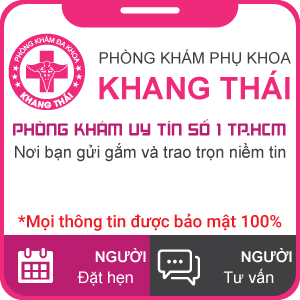 PHÒNG KHÁM ĐA KHOA
KHANG THÁI
PHÒNG KHÁM PHỤ KHOA
KHANG THÁI
PHÒNG KHÁM UY TÍN SỐ 1 TP.HCM
Nơi bạn gửi gắm và trao trọn niềm tin
*Mọi thông tin được bảo mật 100%
NGƯỜI
Đặt hẹn
NGƯỜI
Tư vấn